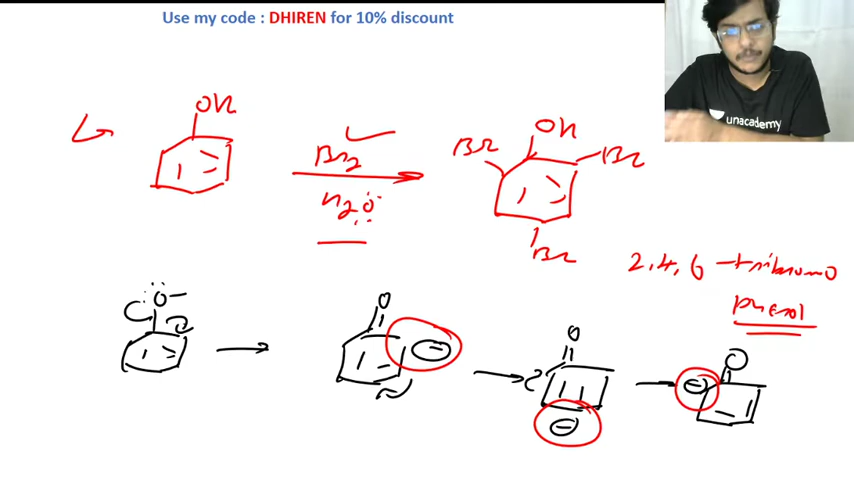 Use my code : DHIREN for 10% discount
unacademy
OH
OH
Br
Br
Br2
H2O
Br
2,4,6-tribromo
phenol
O
O
O
O